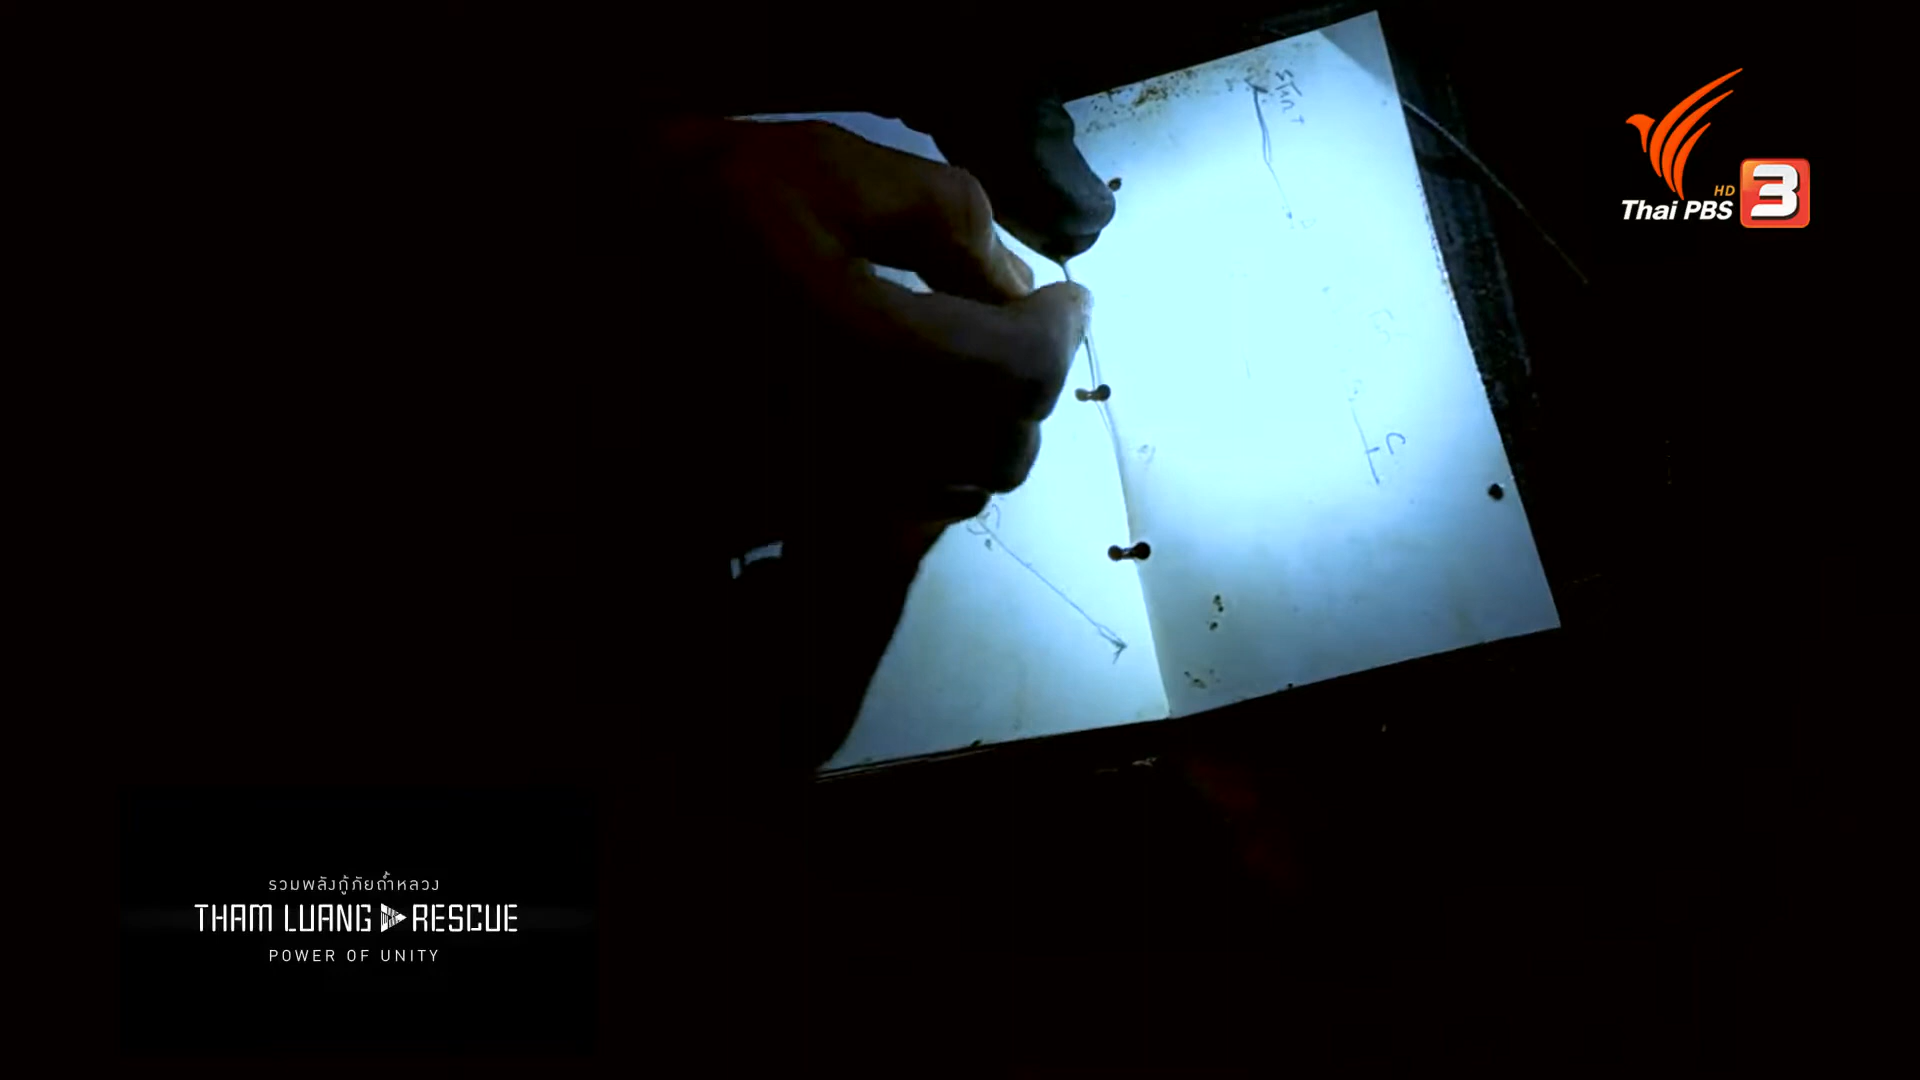 START
HD
Thai PBS 3
รวมพลังกู้ภัยถ้ำหลวง
THAM LUANG RESCUE
POWER OF UNITY